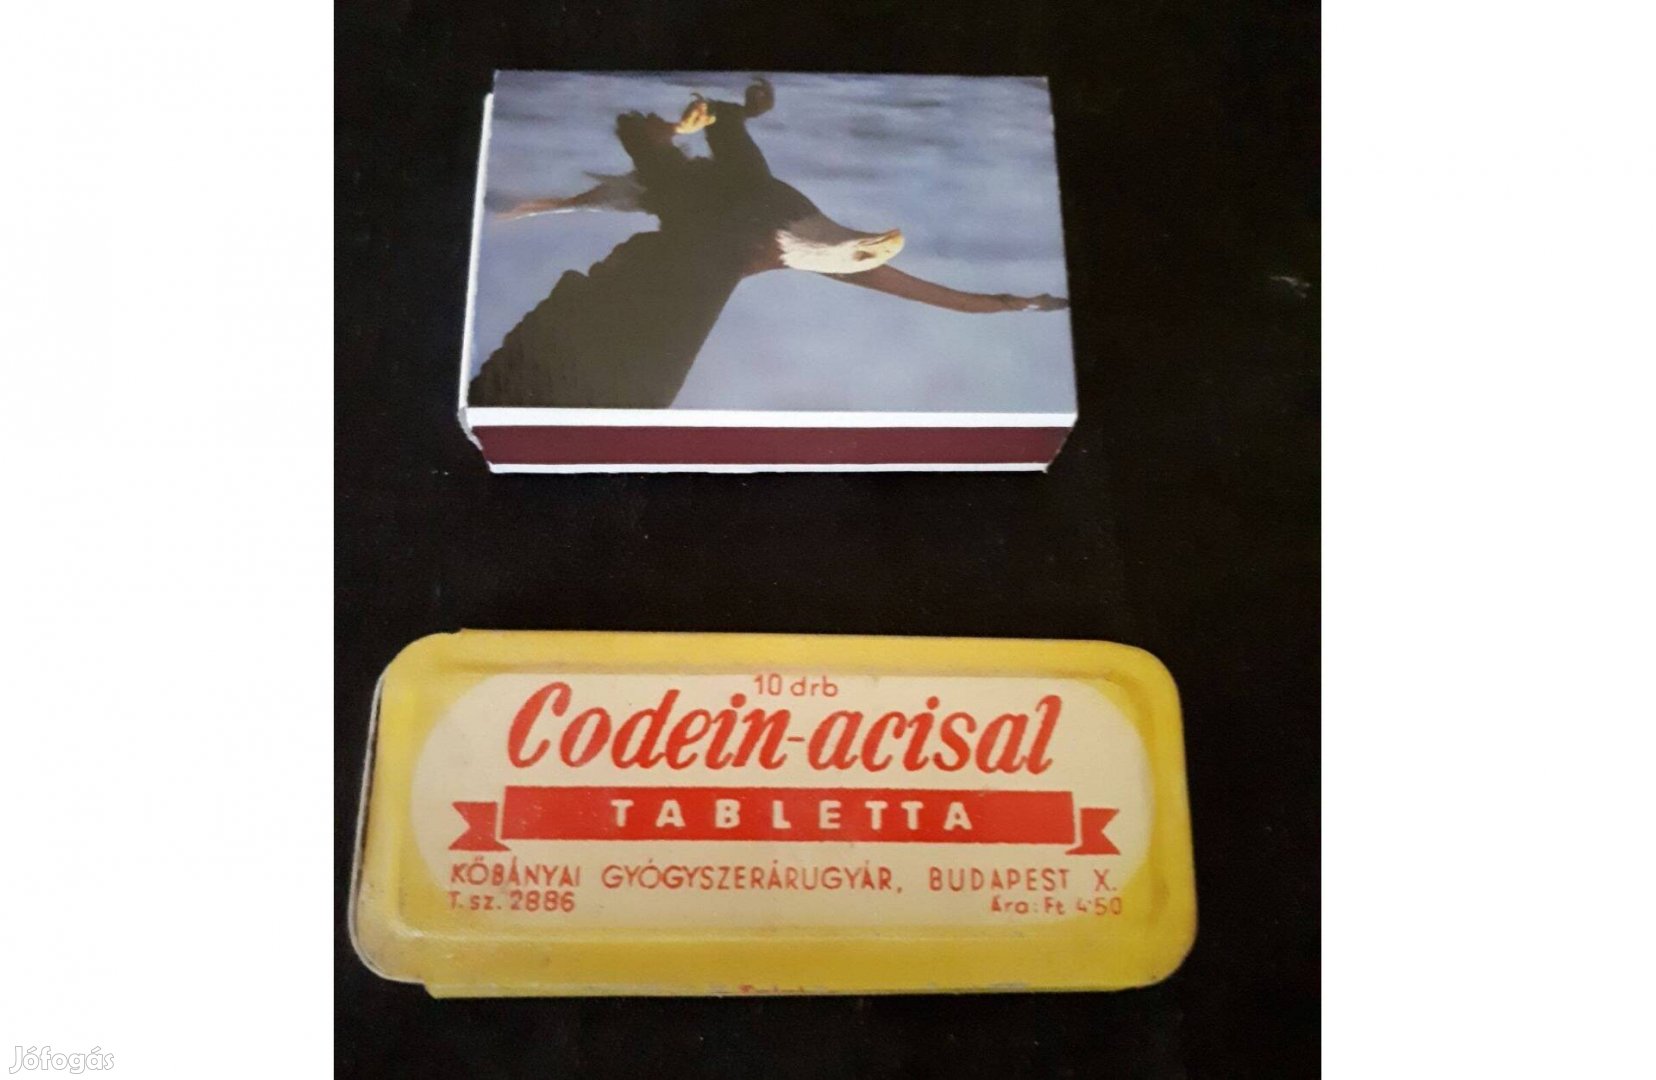 10 drb
Codein-acisal
TABLETTA
KŐBÁNYAI GYÓGYSZERÁRUGYÁR, BUDAPEST X.
T. sz. 2886
Ára: Ft 4·50
Jófogás